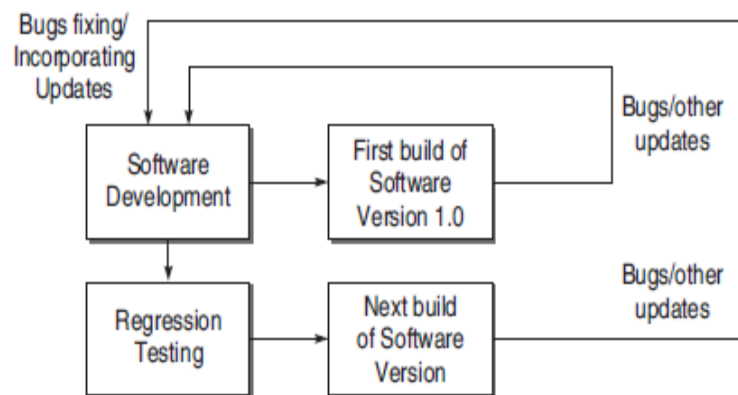 Bugs fixing/
Incorporating
Updates
Bugs/other
updates
Software
Development
First build of
Software
Version 1.0
Bugs/other
updates
Regression
Testing
Next build
of Software
Version